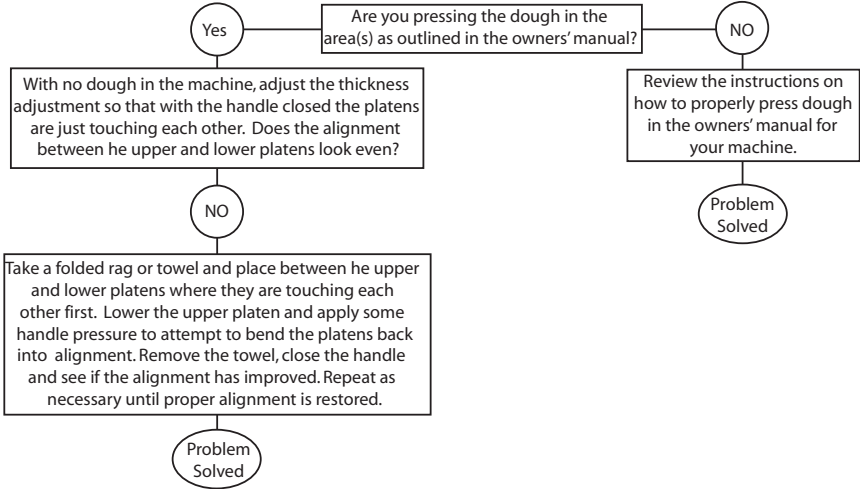 Are you pressing the dough in the
area(s) as outlined in the owners' manual?
Yes
NO
With no dough in the machine, adjust the thickness
adjustment so that with the handle closed the platens
are just touching each other. Does the alignment
between he upper and lower platens look even?
Review the instructions on
how to properly press dough
in the owners' manual for
your machine.
NO
Problem
Solved
Take a folded rag or towel and place between he upper
and lower platens where they are touching each
other first. Lower the upper platen and apply some
handle pressure to attempt to bend the platens back
into alignment. Remove the towel, close the handle
and see if the alignment has improved. Repeat as
necessary until proper alignment is restored.
Problem
Solved